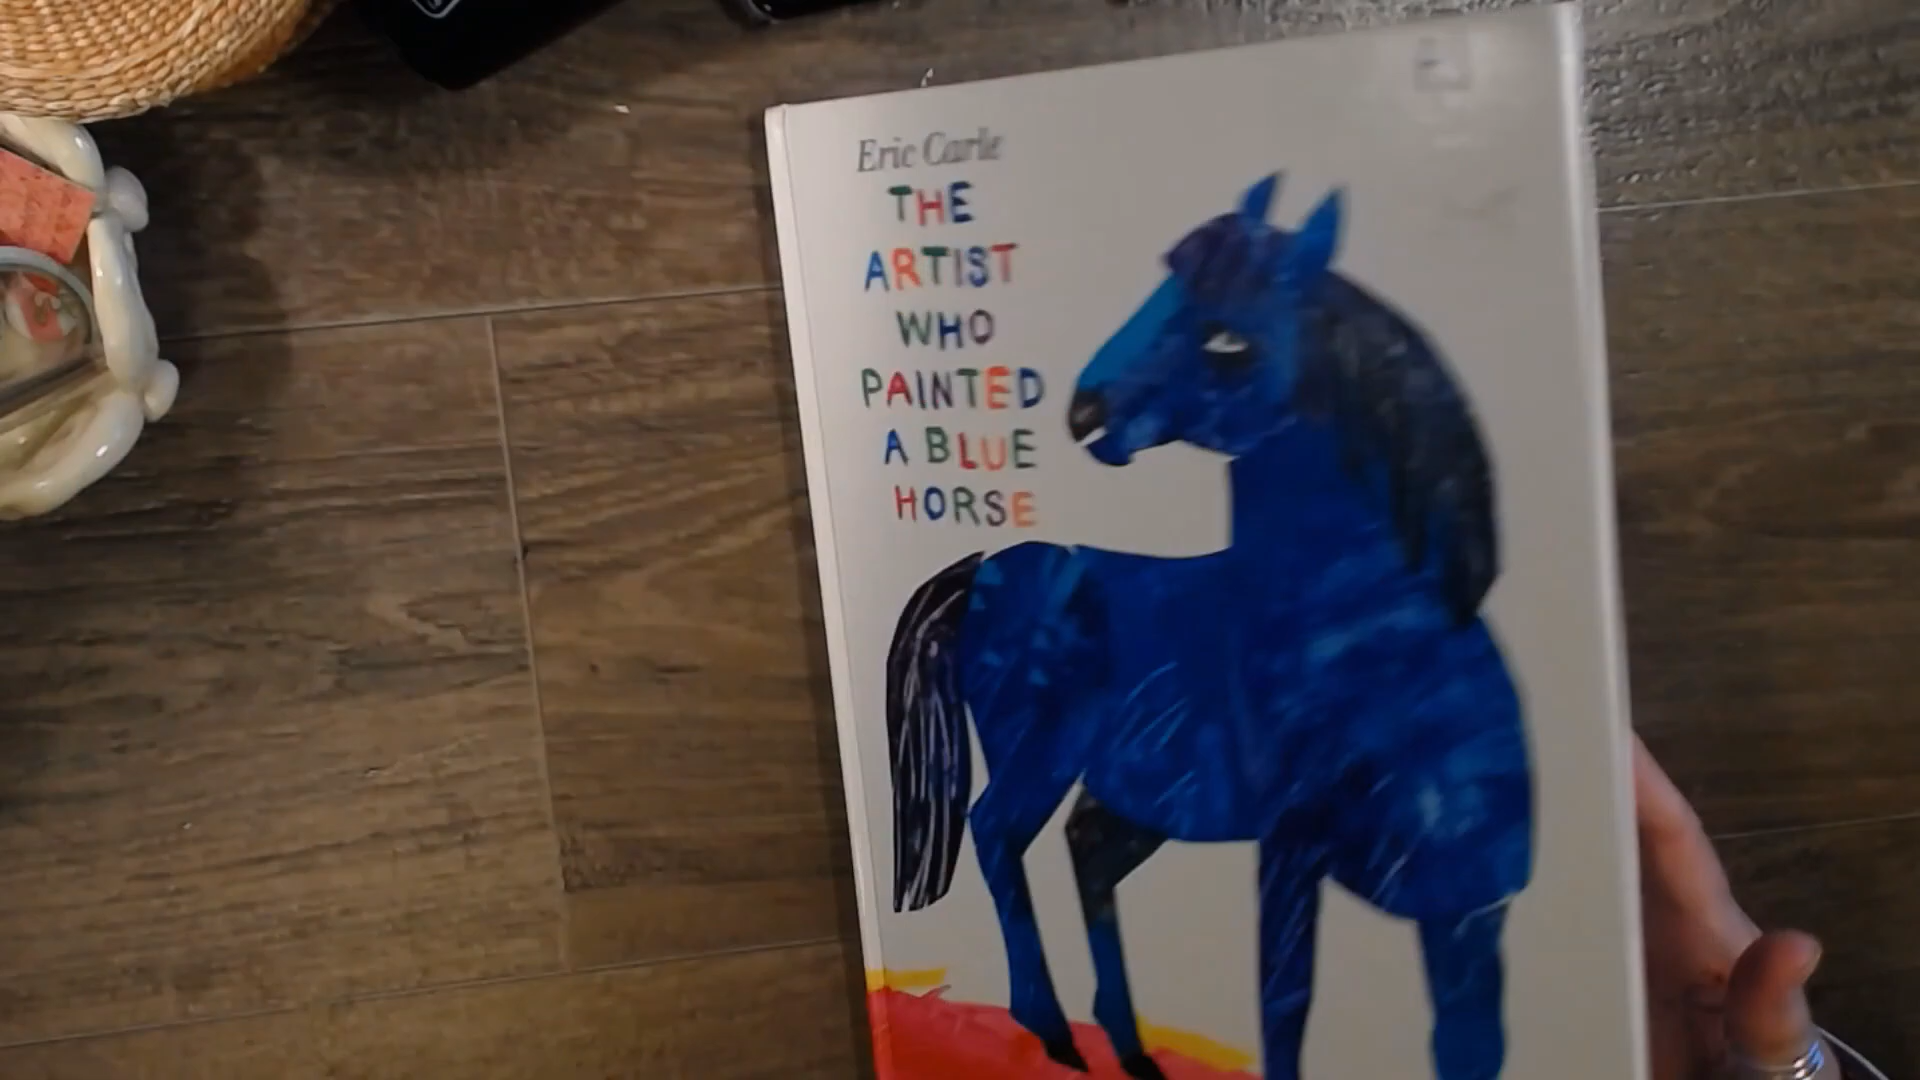 Eric Carle
THE
ARTIST
WHO
PAINTED
A BLUE
HORSE